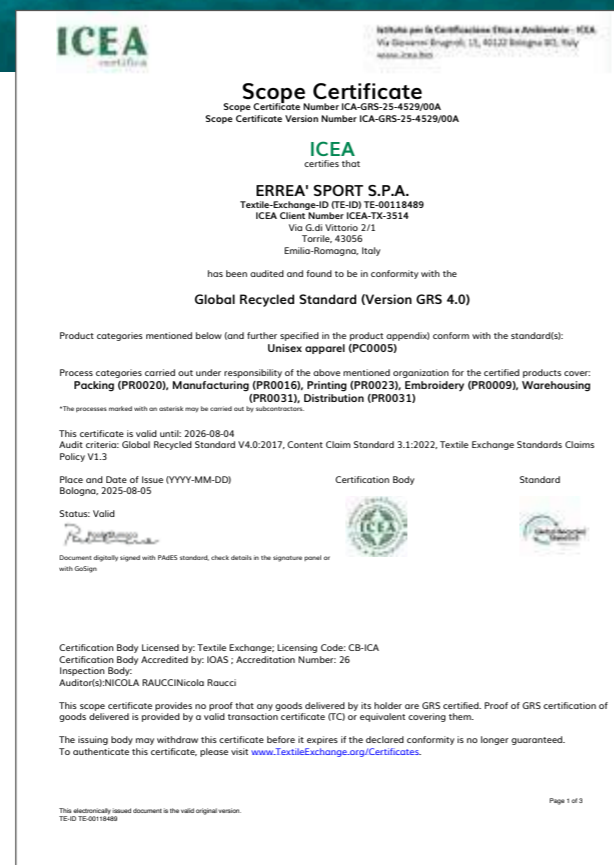 ICEA
certifica
Istituto per la Certificazione Etica e Ambientale - ICEA
Via Giovanni Brugnoli, 15, 40122 Bologna BO, Italy
www.icea.bio
Scope Certificate
Scope Certificate Number ICA-GRS-25-4529/00A
Scope Certificate Version Number ICA-GRS-25-4529/00A
ICEA
certifies that
ERREA' SPORT S.P.A.
Textile-Exchange-ID (TE-ID) TE-00118489
ICEA Client Number ICEA-TX-3514
Via G.di Vittorio 2/1
Torrile, 43056
Emilia-Romagna, Italy
has been audited and found to be in conformity with the
Global Recycled Standard (Version GRS 4.0)
Product categories mentioned below (and further specified in the product appendix) conform with the standard(s):
Unisex apparel (PC0005)
Process categories carried out under responsibility of the above mentioned organization for the certified products cover:
Packing (PR0020), Manufacturing (PR0016), Printing (PR0023), Embroidery (PR0009), Warehousing
(PR0031), Distribution (PR0031)
*The processes marked with an asterisk may be carried out by subcontractors.
This certificate is valid until: 2026-08-04
Audit criteria: Global Recycled Standard V4.0:2017, Content Claim Standard 3.1:2022, Textile Exchange Standards Claims
Policy V1.3
Place and Date of Issue (YYYY-MM-DD)
Bologna, 2025-08-05
Certification Body
Standard
Status: Valid
ICEA
Global Recycled
Standard
Document digitally signed with PAdES standard, check details in the signature panel or
with GoSign
Certification Body Licensed by: Textile Exchange; Licensing Code: CB-ICA
Certification Body Accredited by: IOAS ; Accreditation Number: 26
Inspection Body:
Auditor(s):NICOLA RAUCCINicola Raucci
This scope certificate provides no proof that any goods delivered by its holder are GRS certified. Proof of GRS certification of
goods delivered is provided by a valid transaction certificate (TC) or equivalent covering them.
The issuing body may withdraw this certificate before it expires if the declared conformity is no longer guaranteed.
To authenticate this certificate, please visit www.TextileExchange.org/Certificates.
Page 1 of 3
This electronically issued document is the valid original version.
TE-ID TE-00118489